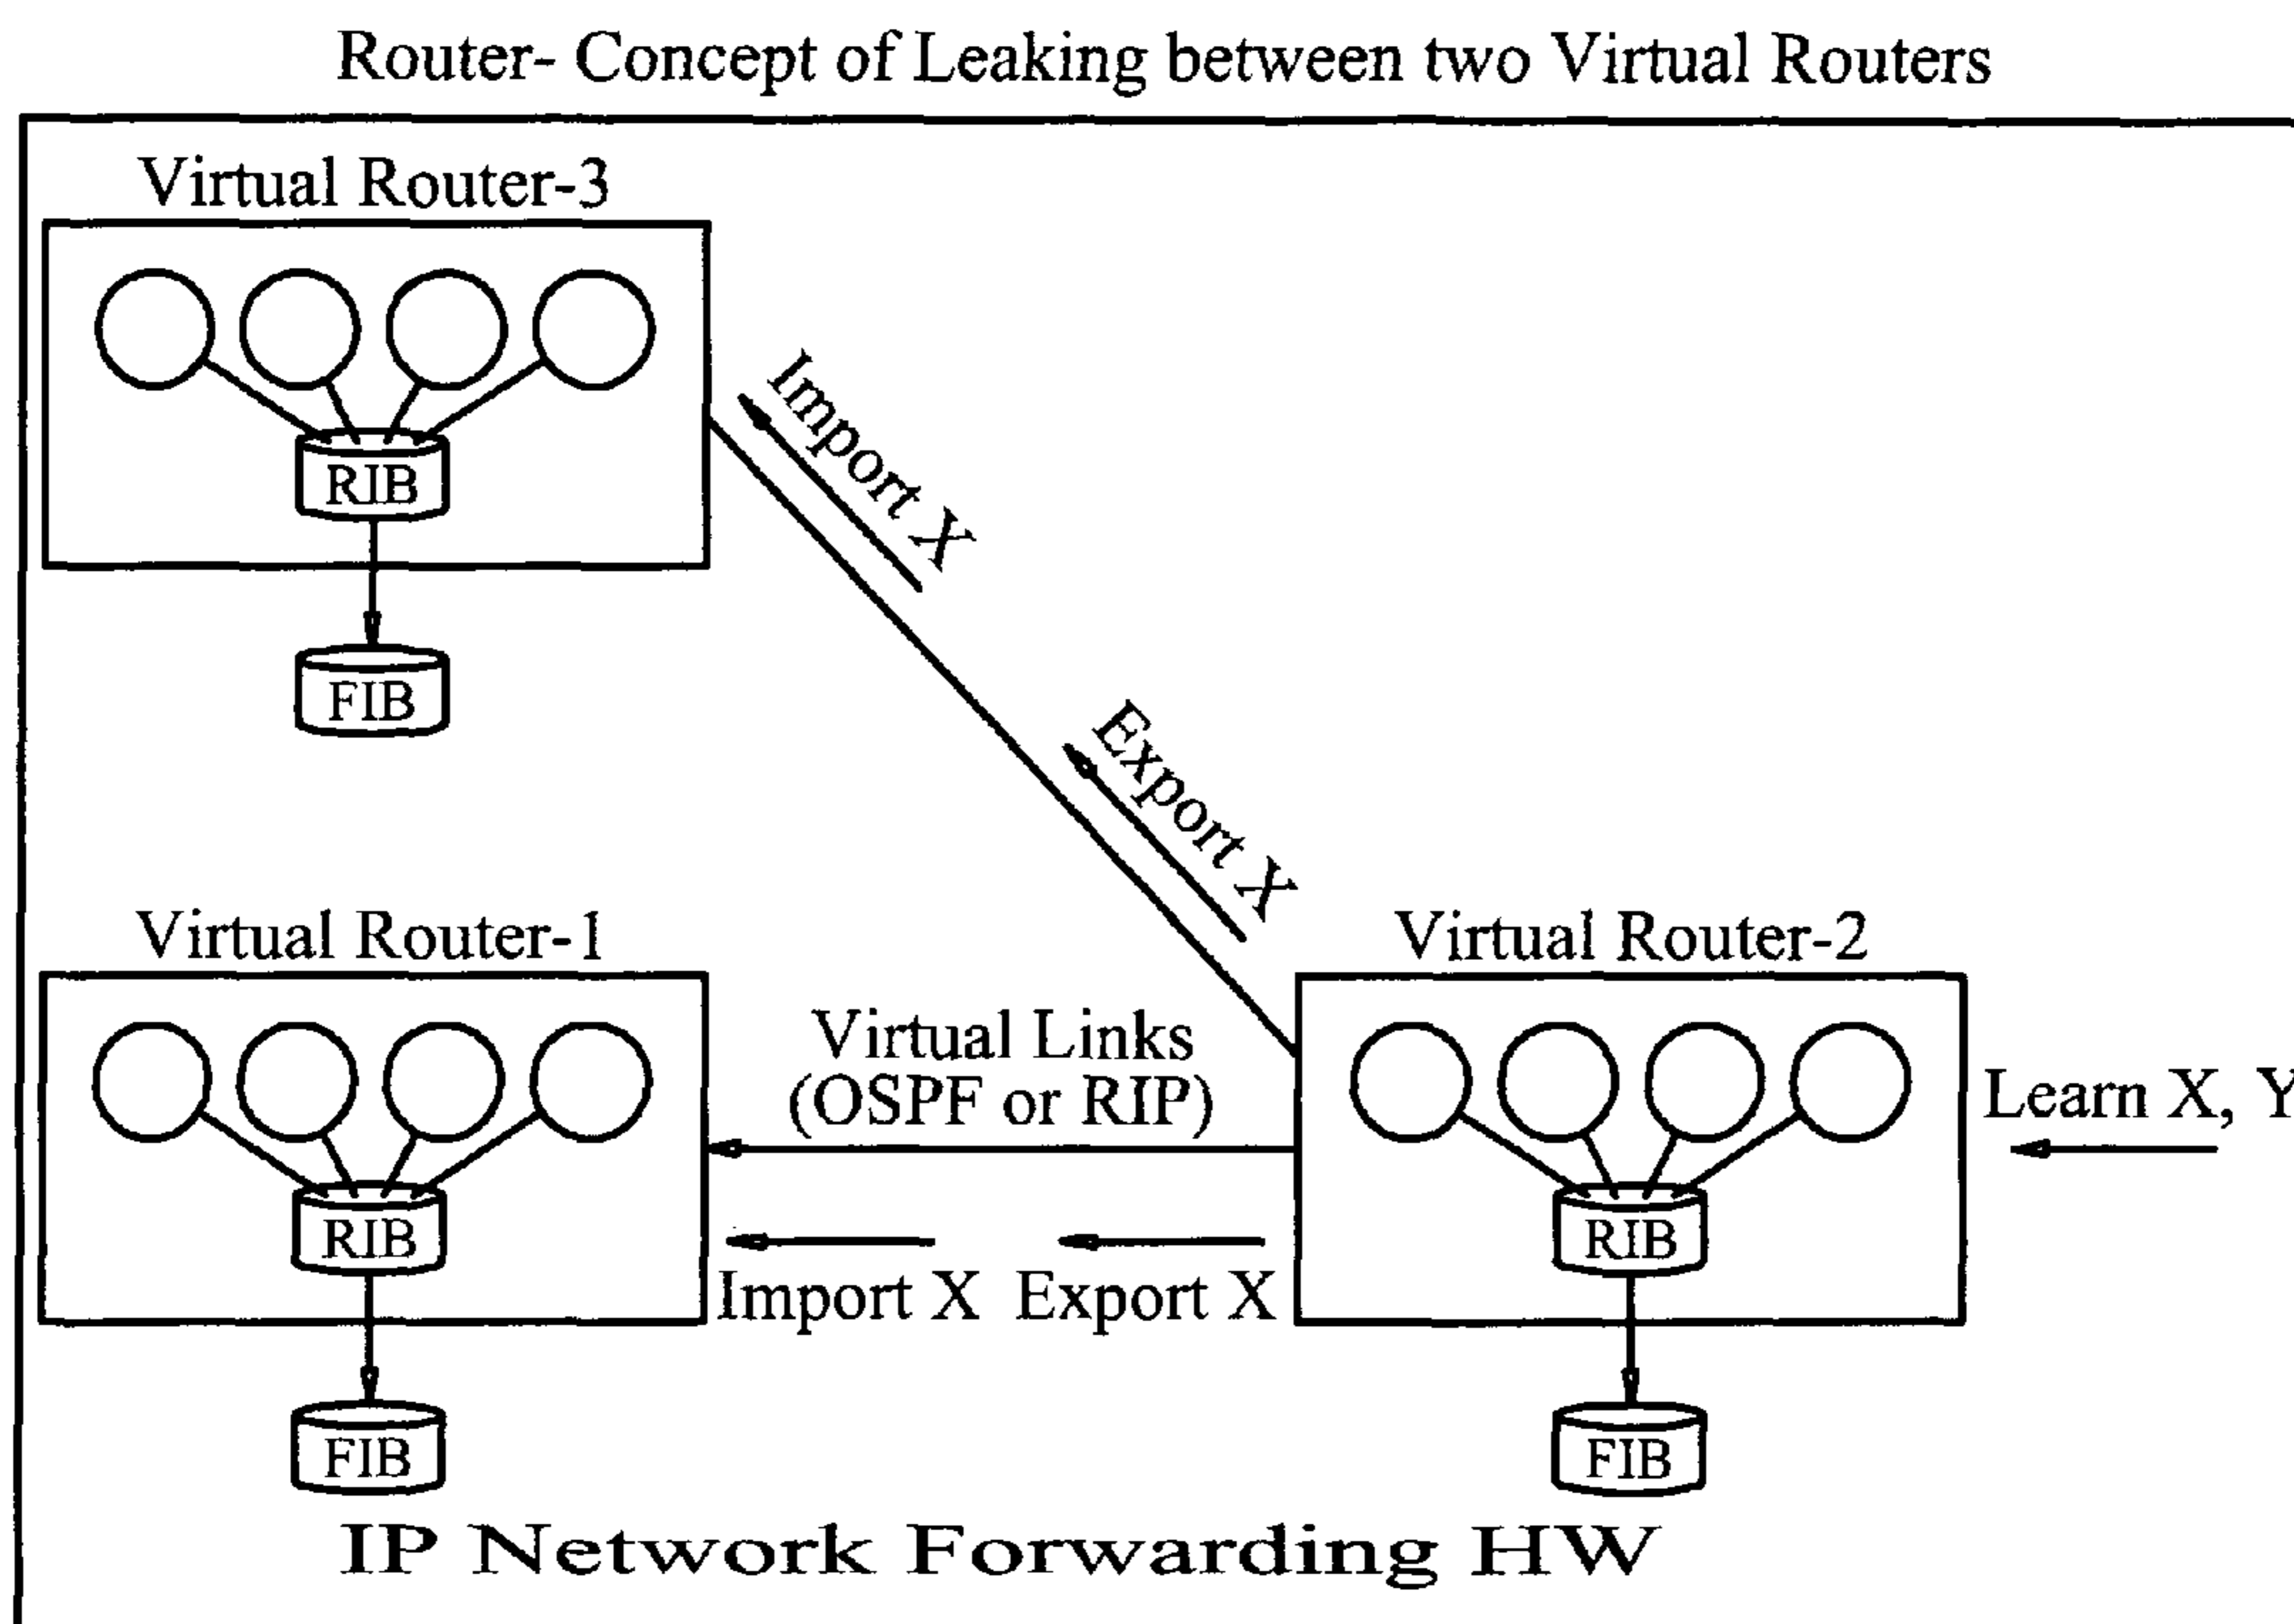 Router- Concept of Leaking between two Virtual Routers
Virtual Router-3
RIB
FIB
Import X
Export X
Virtual Router-1
Virtual Router-2
Virtual Links
(OSPF or RIP)
Learn X, Y
RIB
RIB
Import X
Export X
FIB
FIB
IP Network Forwarding HW